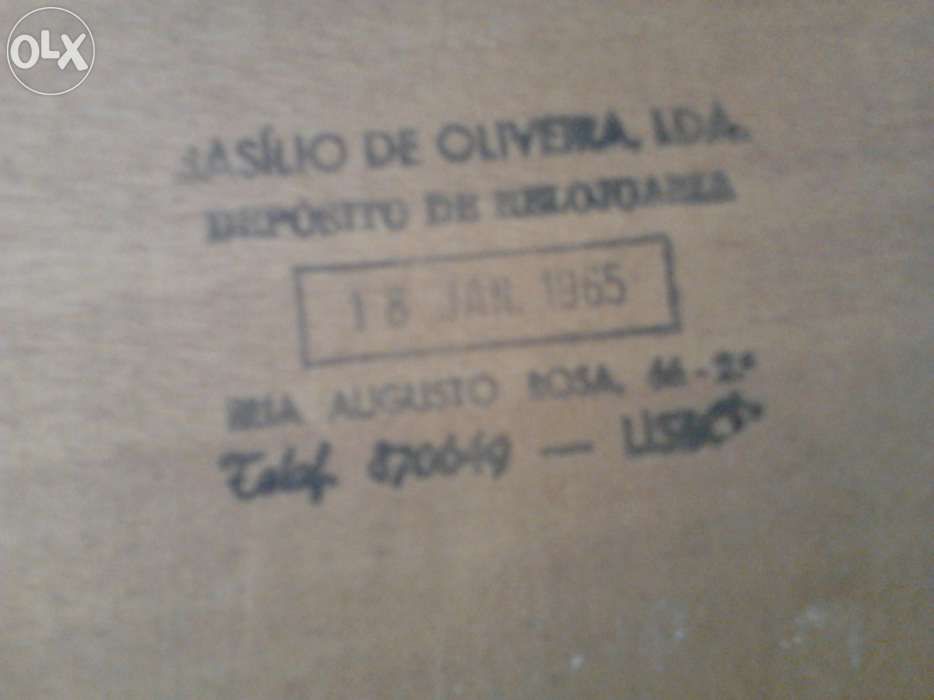 OLX
BASÍLIO DE OLIVEIRA, LDA.
DEPÓSITO DE RELOJOARIA
18 JAN. 1965
RUA AUGUSTO ROSA, 66-2º
Telef. 870649 — LISBOA